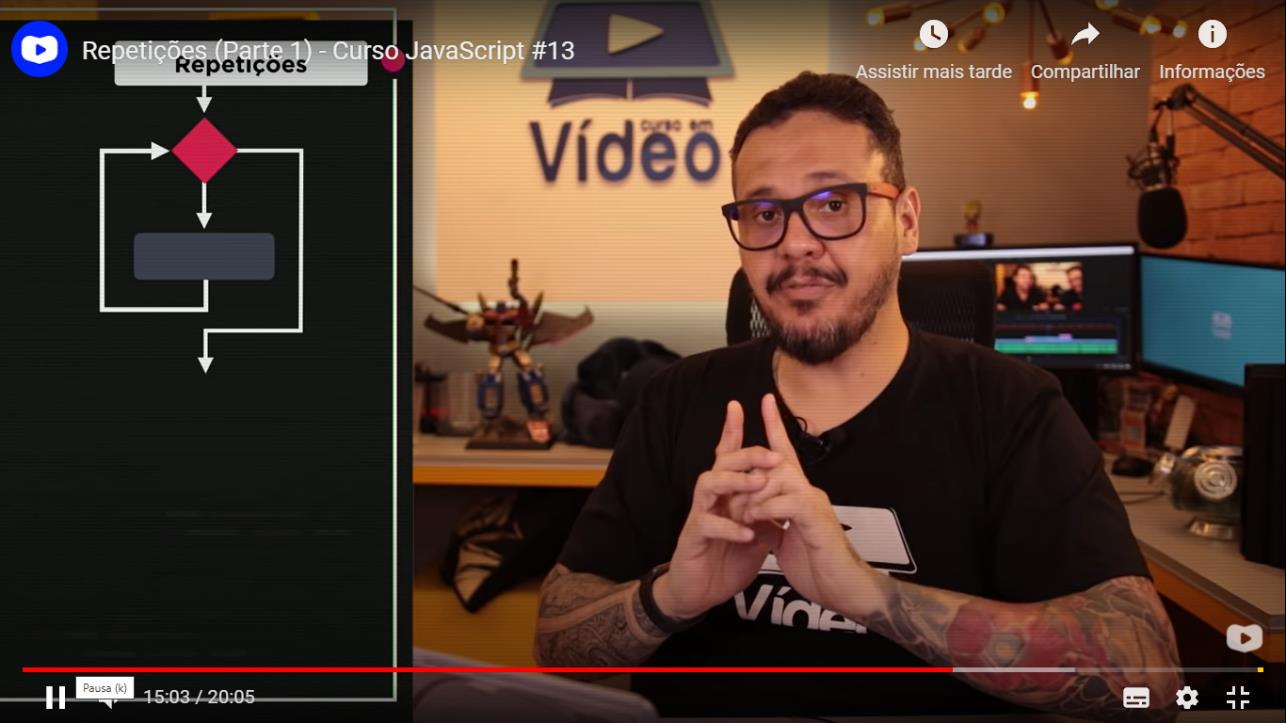 Repetições (Parte 1) - Curso JavaScript #13
Assistir mais tarde
Compartilhar
Informações
Repetições
curso em
Vídeo
Pausa (k)
15:03 / 20:05